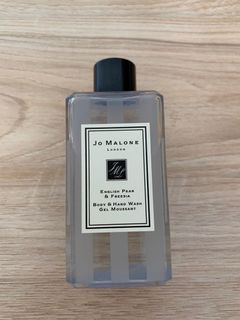 Jo Malone
London
English Pear
& Freesia
Body & Hand Wash
Gel Moussant